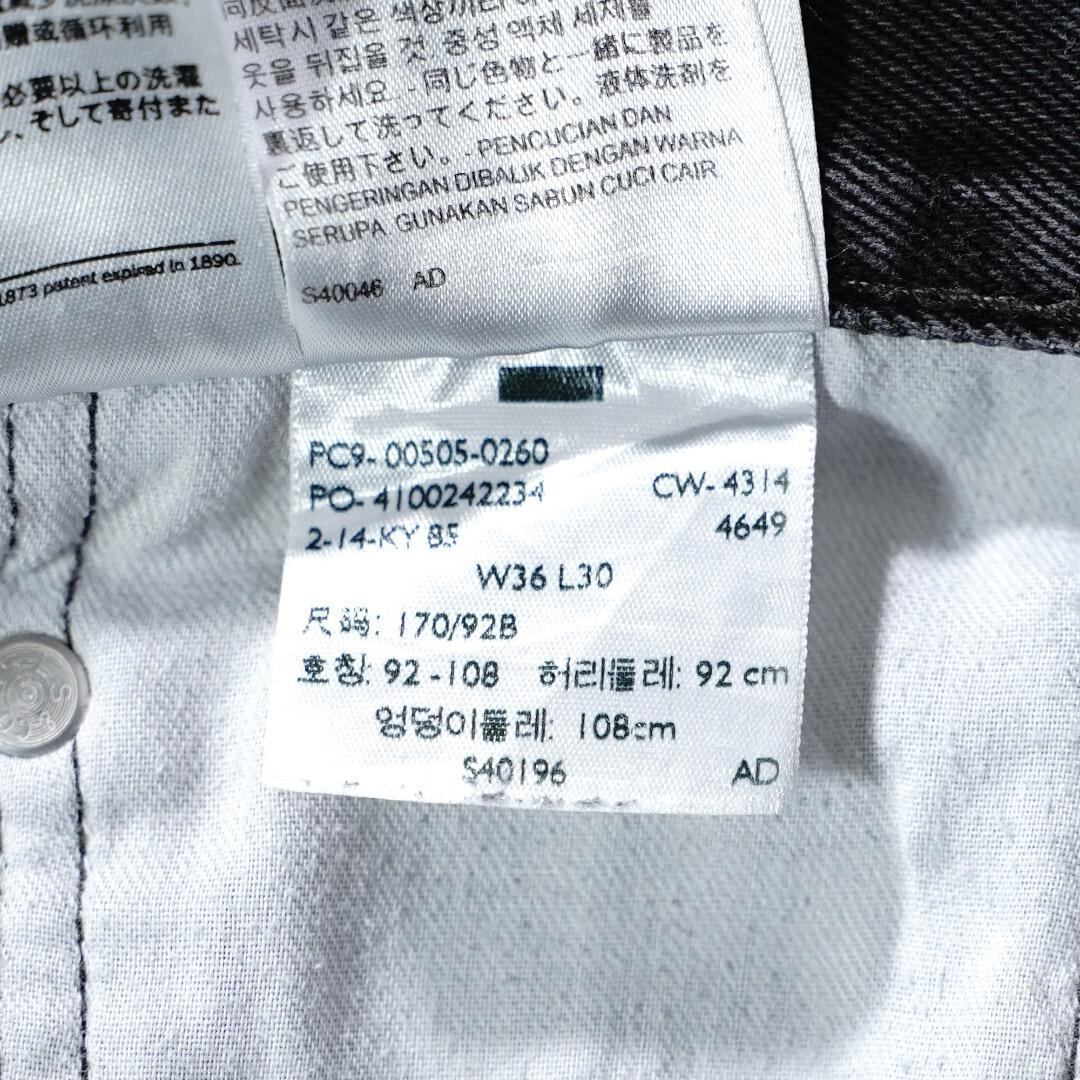 赠或循环利用
必要以上の洗濯
そして寄付また
1873 patent expired in 1890.
세탁시 같은 색상끼리
옷을 뒤집을 것 중성 액체 세제를
사용하세요 - 同じ色物と一緒に製品を
裏返して洗ってください。液体洗剤を
ご使用下さい。- PENCUCIAN DAN
PENGERINGAN DIBALIK DENGAN WARNA
SERUPA GUNAKAN SABUN CUCI CAIR
S40046 AD
PC9- 00505-0260
PO- 4100242234 CW- 4314
2-14-KY 85 4649
W36 L30
尺码: 170/92B
호칭: 92 -108 허리둘레: 92 cm
엉덩이둘레: 108cm
S40196 AD